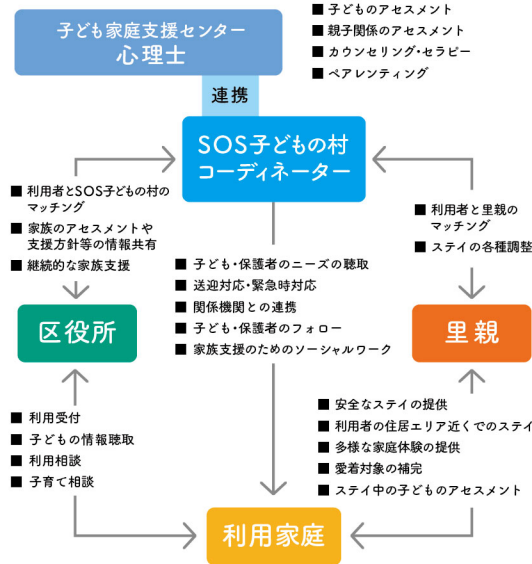 子ども家庭支援センター
心理士
■ 子どものアセスメント
■ 親子関係のアセスメント
■ カウンセリング・セラピー
■ ペアレンティング
連携
SOS子どもの村
コーディネーター
■ 利用者とSOS子どもの村の
マッチング
■ 家族のアセスメントや
支援方針等の情報共有
■ 継続的な家族支援
■ 利用者と里親の
マッチング
■ ステイの各種調整
■ 子ども・保護者のニーズの聴取
■ 送迎対応・緊急時対応
■ 関係機関との連携
■ 子ども・保護者のフォロー
■ 家族支援のためのソーシャルワーク
区役所
里親
■ 利用受付
■ 子どもの情報聴取
■ 利用相談
■ 子育て相談
■ 安全なステイの提供
■ 利用者の住居エリア近くでのステイ
■ 多様な家庭体験の提供
■ 愛着対象の補完
■ ステイ中の子どものアセスメント
利用家庭